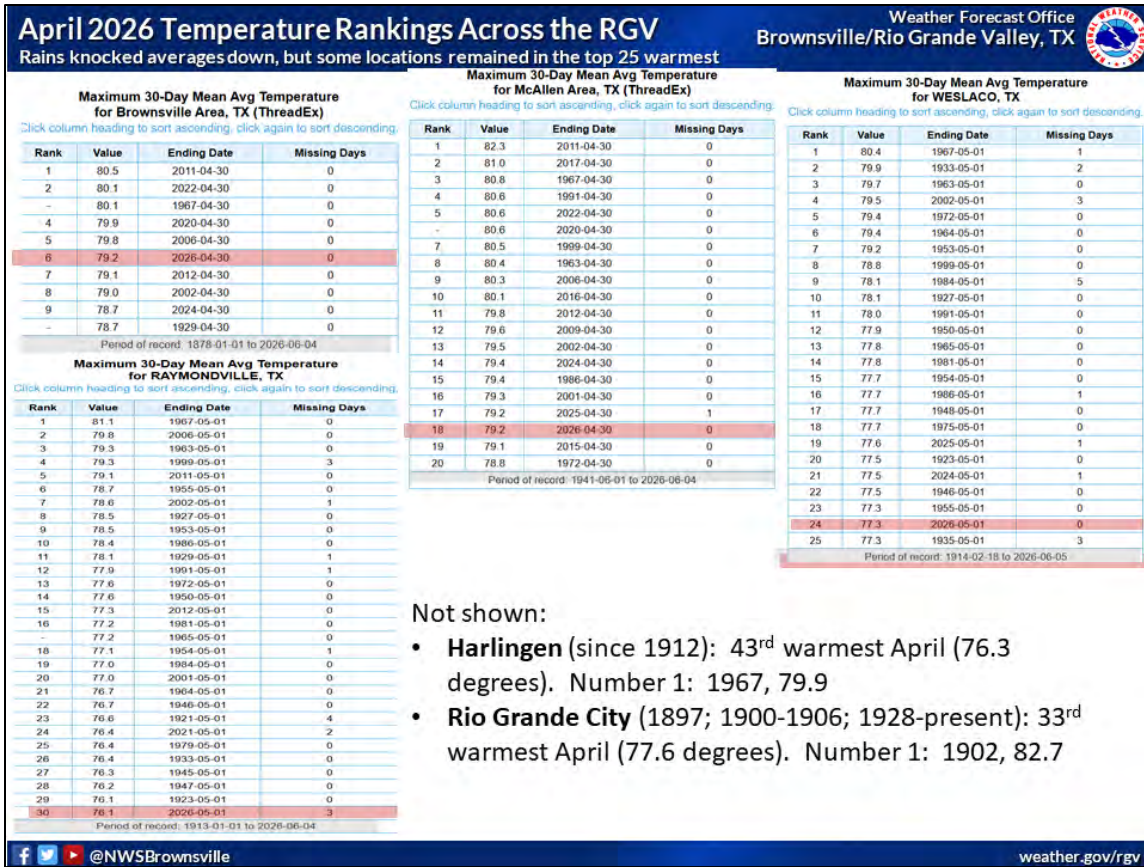 April 2026 Temperature Rankings Across the RGV
Rains knocked averages down, but some locations remained in the top 25 warmest
Weather Forecast Office
Brownsville/Rio Grande Valley, TX
Maximum 30-Day Mean Avg Temperature
for Brownsville Area, TX (ThreadEx)
Click column heading to sort ascending, click again to sort descending.
Rank Value Ending Date Missing Days
1 80.5 2011-04-30 0
2 80.1 2022-04-30 0
- 80.1 1967-04-30 0
4 79.9 2020-04-30 0
5 79.8 2006-04-30 0
6 79.2 2026-04-30 0
7 79.1 2012-04-30 0
8 79.0 2002-04-30 0
9 78.7 2024-04-30 0
- 78.7 1929-04-30 0
Period of record: 1878-01-01 to 2026-06-04
Maximum 30-Day Mean Avg Temperature
for RAYMONDVILLE, TX
Click column heading to sort ascending, click again to sort descending.
Rank Value Ending Date Missing Days
1 81.1 1967-05-01 0
2 79.8 2006-05-01 0
3 79.3 1963-05-01 0
4 79.3 1999-05-01 3
5 79.1 2011-05-01 0
6 78.7 1955-05-01 0
7 78.6 2002-05-01 1
8 78.5 1927-05-01 0
9 78.5 1953-05-01 0
10 78.4 1986-05-01 0
11 78.1 1929-05-01 1
12 77.9 1991-05-01 1
13 77.6 1972-05-01 0
14 77.6 1950-05-01 0
15 77.3 2012-05-01 0
16 77.2 1981-05-01 0
- 77.2 1965-05-01 0
18 77.1 1954-05-01 1
19 77.0 1984-05-01 0
20 77.0 2001-05-01 0
21 76.7 1964-05-01 0
22 76.7 1946-05-01 0
23 76.6 1921-05-01 4
24 76.4 2021-05-01 2
25 76.4 1979-05-01 0
26 76.4 1933-05-01 0
27 76.3 1945-05-01 0
28 76.2 1947-05-01 0
29 76.1 1923-05-01 0
30 76.1 2026-05-01 3
Period of record: 1913-01-01 to 2026-06-04
Maximum 30-Day Mean Avg Temperature
for McAllen Area, TX (ThreadEx)
Click column heading to sort ascending, click again to sort descending.
Rank Value Ending Date Missing Days
1 82.3 2011-04-30 0
2 81.0 2017-04-30 0
3 80.8 1967-04-30 0
4 80.6 1991-04-30 0
5 80.6 2022-04-30 0
- 80.6 2020-04-30 0
7 80.5 1999-04-30 0
8 80.4 1963-04-30 0
9 80.3 2006-04-30 0
10 80.1 2016-04-30 0
11 79.8 2012-04-30 0
12 79.6 2009-04-30 0
13 79.5 2002-04-30 0
14 79.4 2024-04-30 0
15 79.4 1986-04-30 0
16 79.3 2001-04-30 0
17 79.2 2025-04-30 1
18 79.2 2026-04-30 0
19 79.1 2015-04-30 0
20 78.8 1972-04-30 0
Period of record: 1941-06-01 to 2026-06-04
Maximum 30-Day Mean Avg Temperature
for WESLACO, TX
Click column heading to sort ascending, click again to sort descending.
Rank Value Ending Date Missing Days
1 80.4 1967-05-01 1
2 79.9 1933-05-01 2
3 79.7 1963-05-01 0
4 79.5 2002-05-01 3
5 79.4 1972-05-01 0
6 79.4 1964-05-01 0
7 79.2 1953-05-01 0
8 78.8 1999-05-01 0
9 78.1 1984-05-01 5
10 78.1 1927-05-01 0
11 78.0 1991-05-01 0
12 77.9 1950-05-01 0
13 77.8 1965-05-01 0
14 77.8 1981-05-01 0
15 77.7 1954-05-01 0
16 77.7 1986-05-01 1
17 77.7 1948-05-01 0
18 77.7 1975-05-01 0
19 77.6 2025-05-01 1
20 77.5 1923-05-01 0
21 77.5 2024-05-01 1
22 77.5 1946-05-01 0
23 77.3 1955-05-01 0
24 77.3 2026-05-01 0
25 77.3 1935-05-01 3
Period of record: 1914-02-18 to 2026-06-05
Not shown:
• Harlingen (since 1912): 43rd warmest April (76.3
degrees). Number 1: 1967, 79.9
• Rio Grande City (1897; 1900-1906; 1928-present): 33rd
warmest April (77.6 degrees). Number 1: 1902, 82.7
@NWSBrownsville
weather.gov/rgv